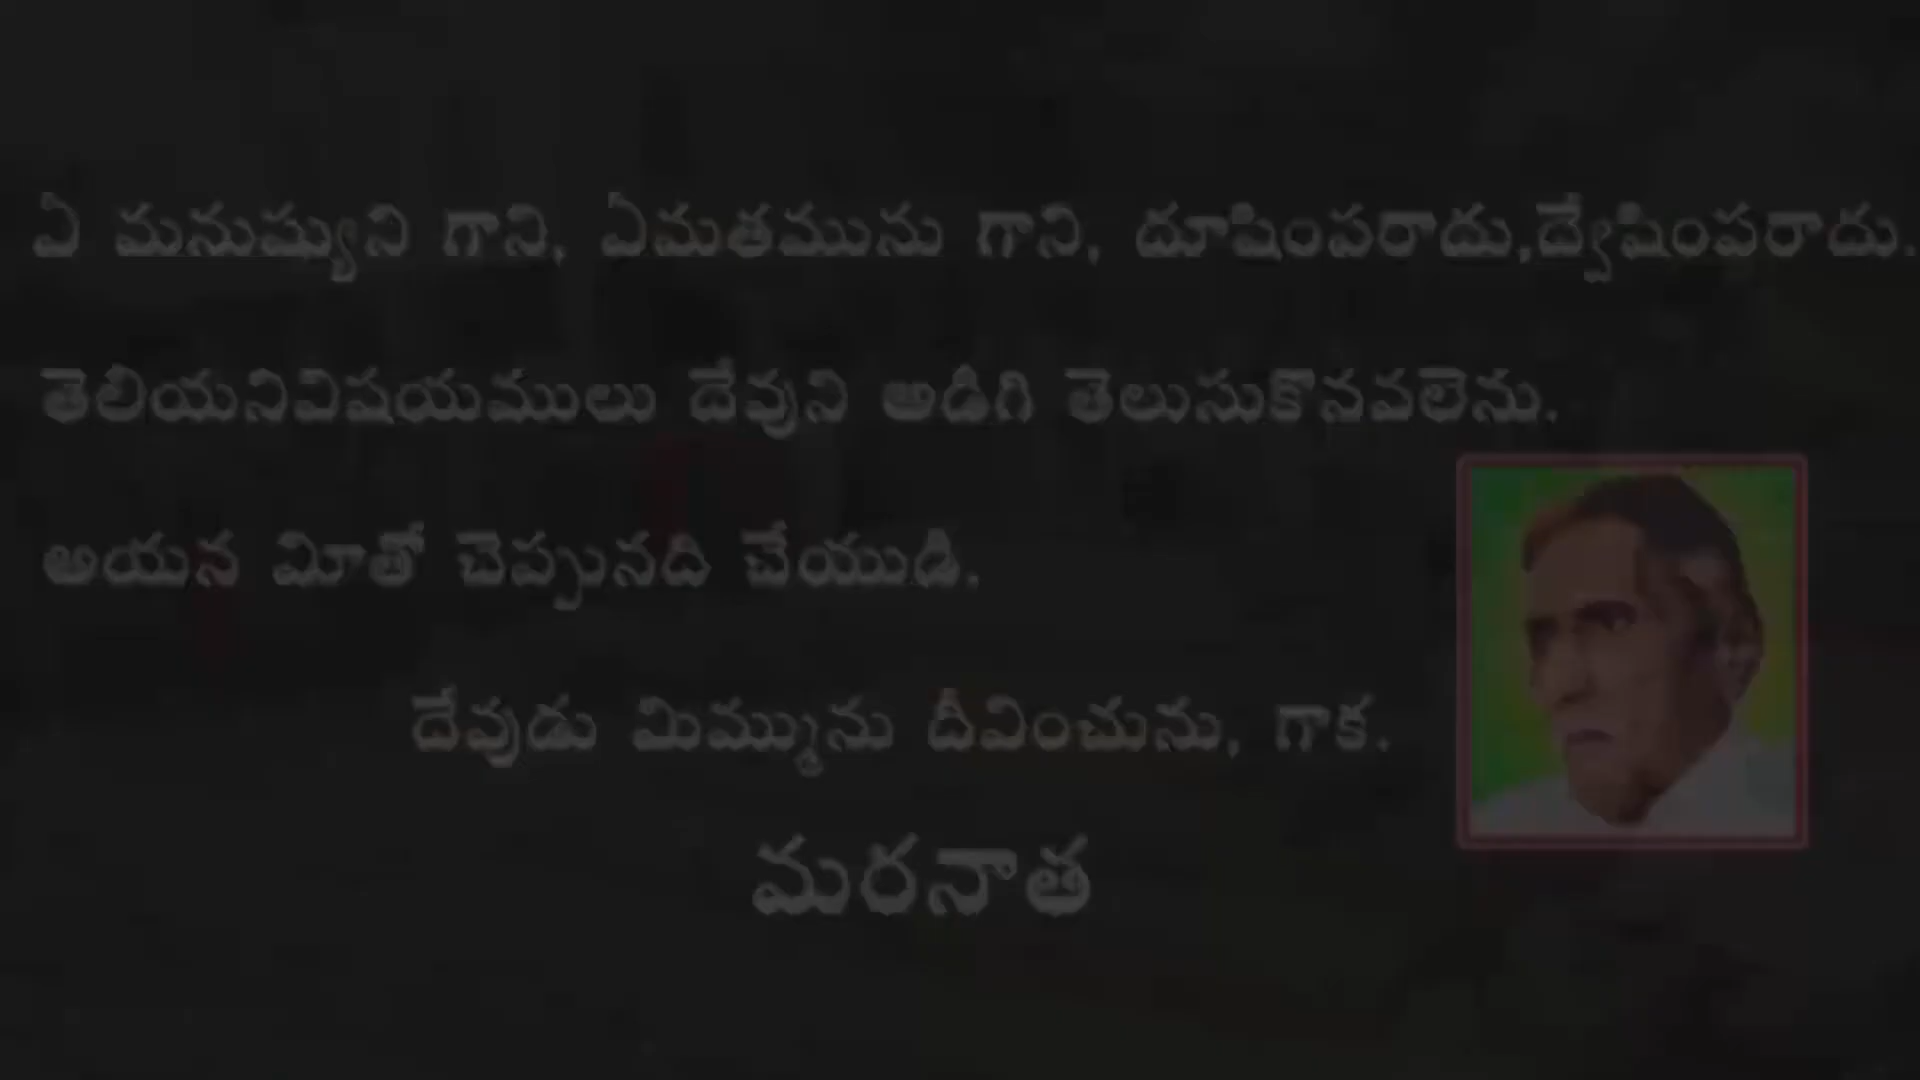 ఏ మనుష్యుని గాని, ఏమతమును గాని, దూషింపరాదు,ద్వేషింపరాదు.
తెలియనివిషయములు దేవుని అడిగి తెలుసుకొనవలెను.
ఆయన మీతో చెప్పునది చేయుడి.
దేవుడు మిమ్మును దీవించును, గాక.
మరనాత